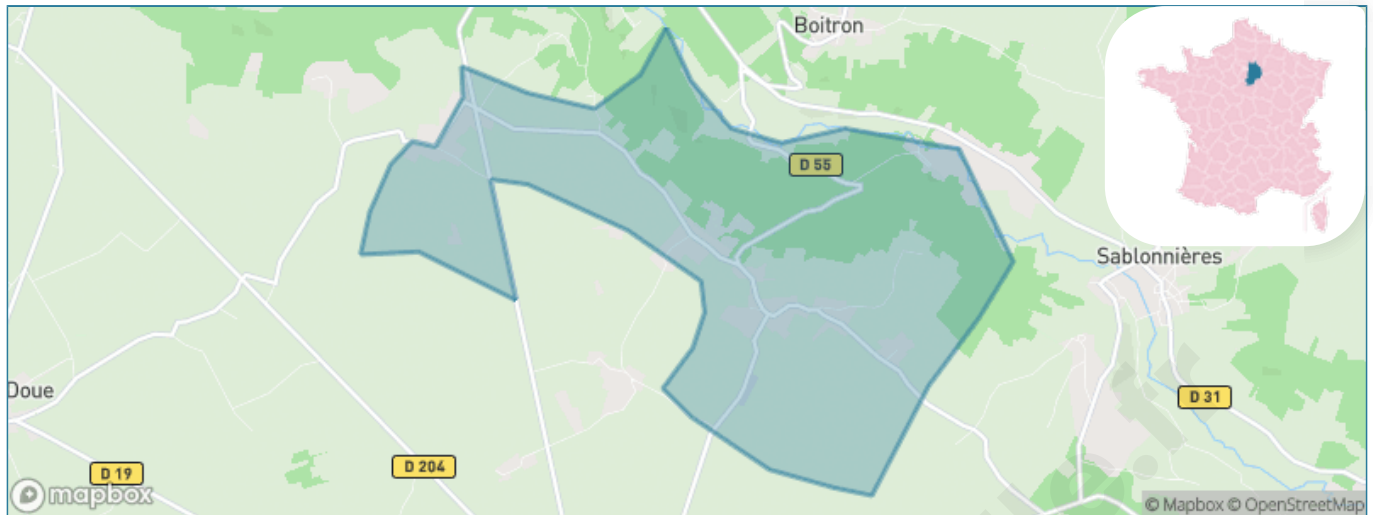 Boitron
D 55
Sablonnières
Doue
D 31
D 204
D 19
mapbox
© Mapbox © OpenStreetMap